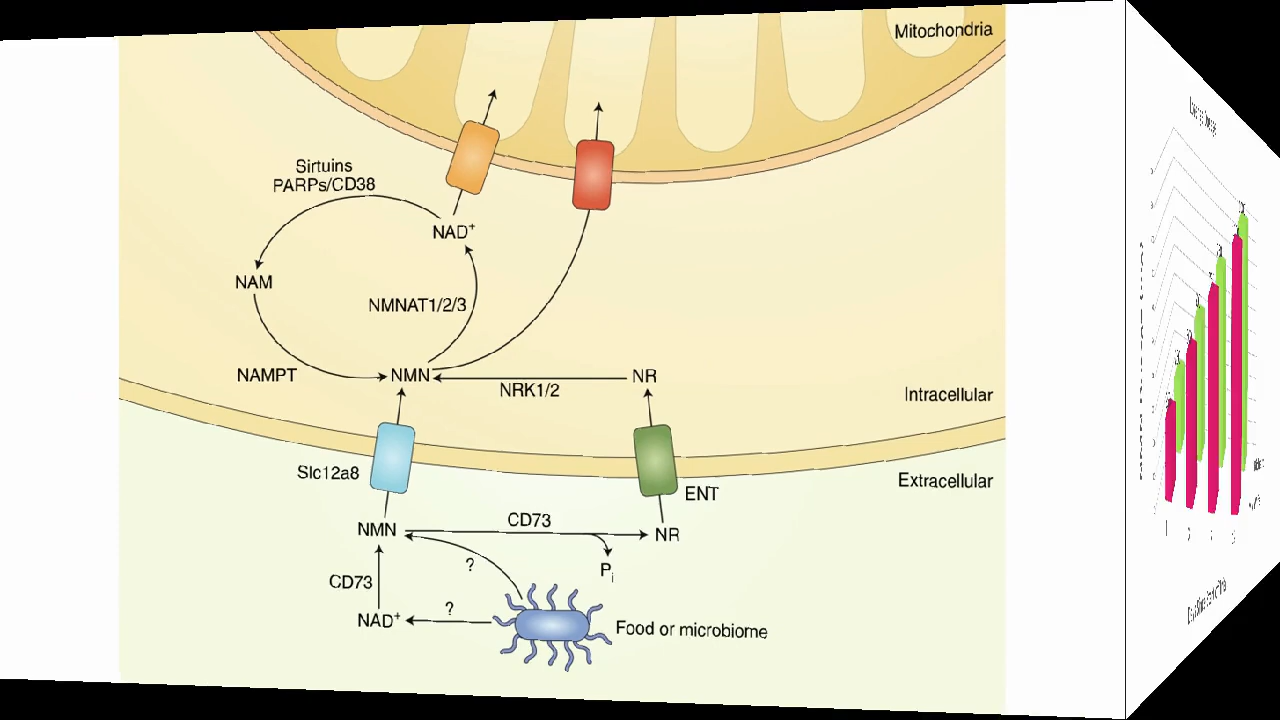 Mitochondria
Sirtuins
PARPs/CD38
NAD⁺
NAM
NMNAT1/2/3
NAMPT
NMN
NRK1/2
NR
Intracellular
Slc12a8
Extracellular
ENT
NMN
CD73
NR
?
Pᵢ
CD73
NAD⁺
?
Food or microbiome